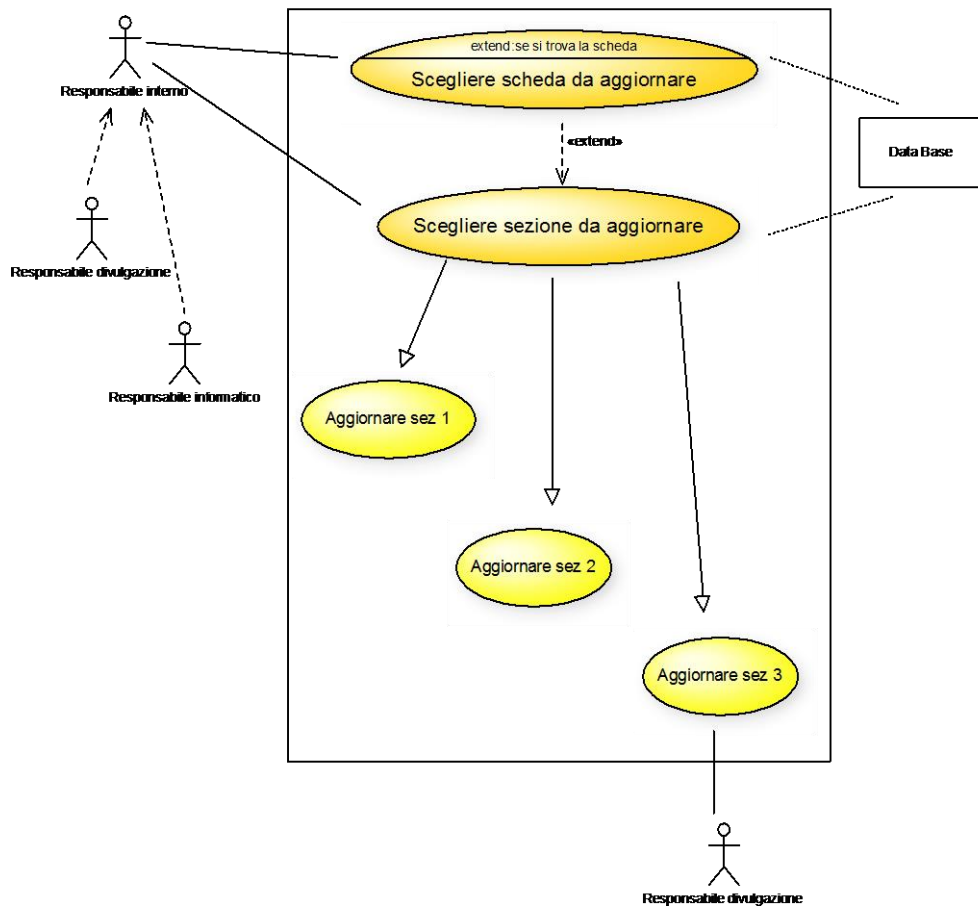 extend:se si trova la scheda
Scegliere scheda da aggiornare
Responsabile interno
«extend»
Data Base
Scegliere sezione da aggiornare
Responsabile divulgazione
Responsabile informatico
Aggiornare sez 1
Aggiornare sez 2
Aggiornare sez 3
Responsabile divulgazione